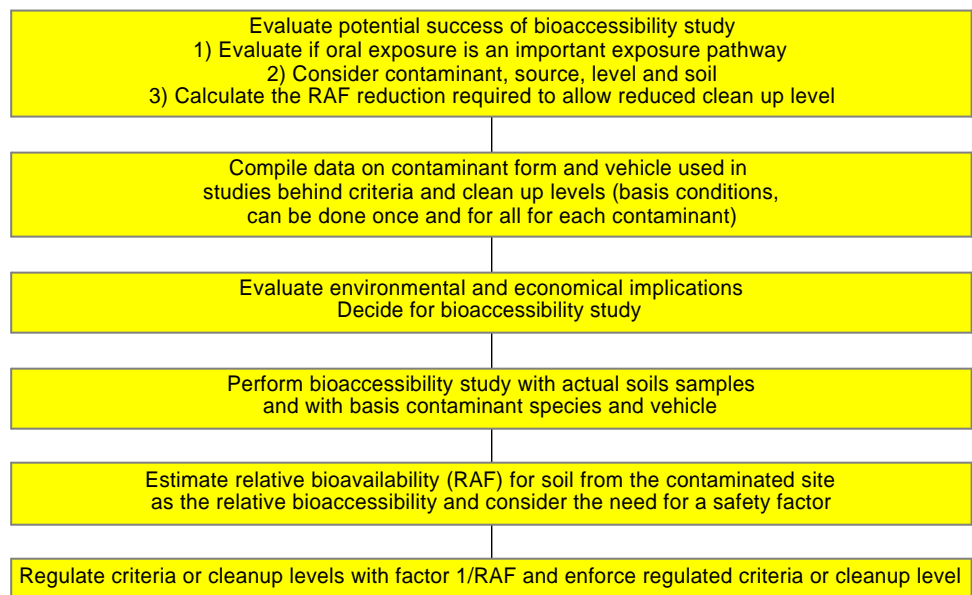 Evaluate potential success of bioaccessibility study
1) Evaluate if oral exposure is an important exposure pathway
2) Consider contaminant, source, level and soil
3) Calculate the RAF reduction required to allow reduced clean up level
Compile data on contaminant form and vehicle used in
studies behind criteria and clean up levels (basis conditions,
can be done once and for all for each contaminant)
Evaluate environmental and economical implications
Decide for bioaccessibility study
Perform bioaccessibility study with actual soils samples
and with basis contaminant species and vehicle
Estimate relative bioavailability (RAF) for soil from the contaminated site
as the relative bioaccessibility and consider the need for a safety factor
Regulate criteria or cleanup levels with factor 1/RAF and enforce regulated criteria or cleanup level